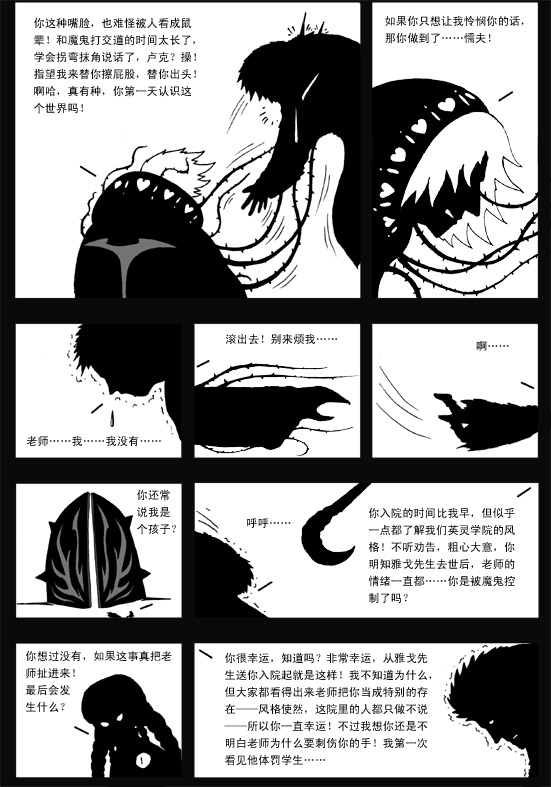 你这种嘴脸，也难怪被人看成鼠
辈！和魔鬼打交道的时间太长了，
学会拐弯抹角说话了，卢克？操！
指望我来替你擦屁股，替你出头！
啊哈，真有种，你第一天认识这
个世界吗！
如果你只想让我怜悯你的话，
那你做到了……懦夫！
老师……我……我没有……
滚出去！别来烦我……
啊……
你还常
说我是
个孩子？
呼呼……
你入院的时间比我早，但似乎
一点都了解我们英灵学院的风
格！不听劝告，粗心大意，你
明知雅戈先生去世后，老师的
情绪一直都……你是被魔鬼控
制了吗？
你想过没有，如果这事真把老
师扯进来！
最后会发
生什么？
！
你很幸运，知道吗？非常幸运，从雅戈先
生送你入院起就是这样！我不知道为什么，
但大家都看得出来老师把你当成特别的存
在——风格使然，这院里的人都只做不说
——所以你一直幸运！不过我想你还是不
明白老师为什么要刺伤你的手！我第一次
看见他体罚学生……